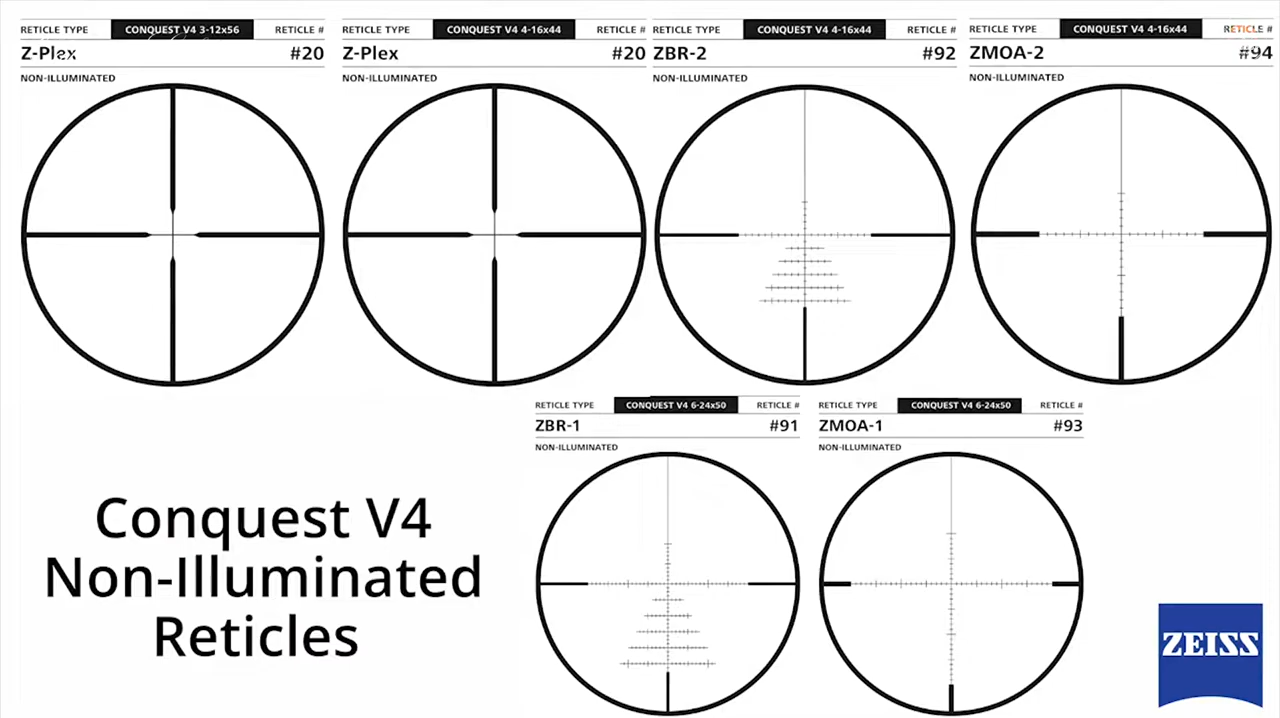 RETICLE TYPE CONQUEST V4 3-12x56 RETICLE #
Z-Plex #20
NON-ILLUMINATED
RETICLE TYPE CONQUEST V4 4-16x44 RETICLE #
Z-Plex #20
NON-ILLUMINATED
RETICLE TYPE CONQUEST V4 4-16x44 RETICLE #
ZBR-2 #92
NON-ILLUMINATED
RETICLE TYPE CONQUEST V4 4-16x44 RETICLE #
ZMOA-2 #94
NON-ILLUMINATED
RETICLE TYPE CONQUEST V4 6-24x50 RETICLE #
ZBR-1 #91
NON-ILLUMINATED
RETICLE TYPE CONQUEST V4 6-24x50 RETICLE #
ZMOA-1 #93
NON-ILLUMINATED
Conquest V4
Non-Illuminated
Reticles
ZEISS